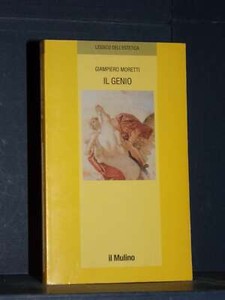 LESSICO DELL'ESTETICA
GIAMPIERO MORETTI
IL GENIO
il Mulino